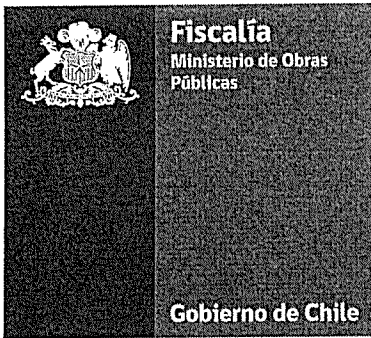 Fiscalía
Ministerio de Obras
Públicas
Gobierno de Chile